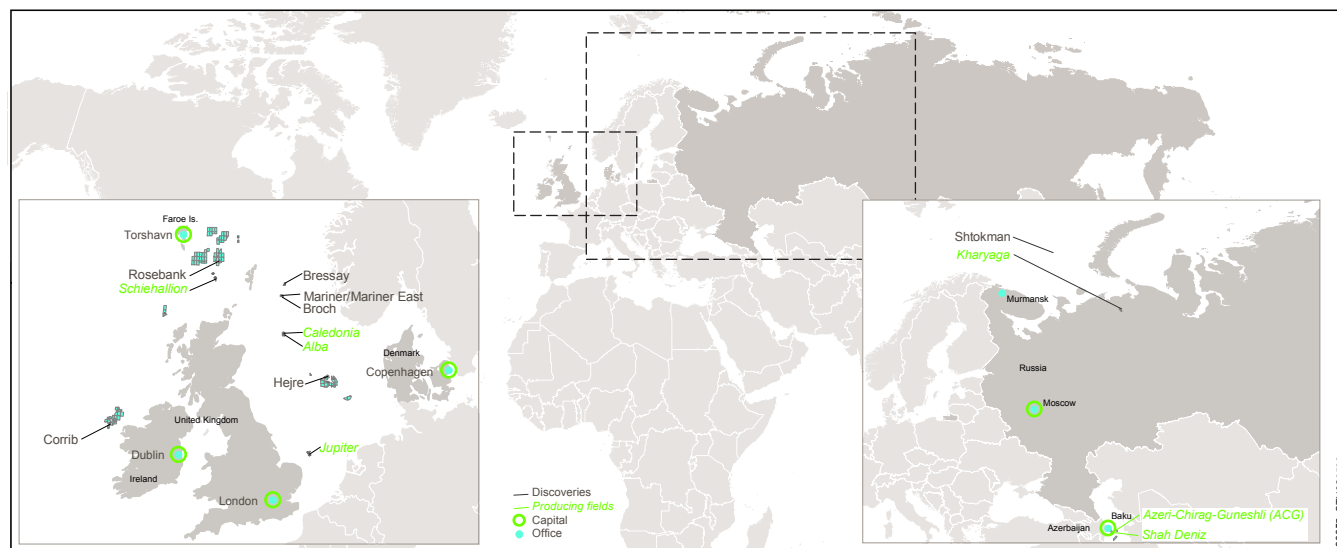 Faroe Is.
Torshavn
Rosebank
Schiehallion
Bressay
Mariner/Mariner East
Broch
Caledonia
Alba
Denmark
Copenhagen
Hejre
United Kingdom
Corrib
Dublin
Jupiter
Ireland
London
Discoveries
Producing fields
Capital
Office
Shtokman
Kharyaga
Murmansk
Russia
Moscow
Baku
Azerbaijan
Azeri-Chirag-Guneshli (ACG)
Shah Deniz